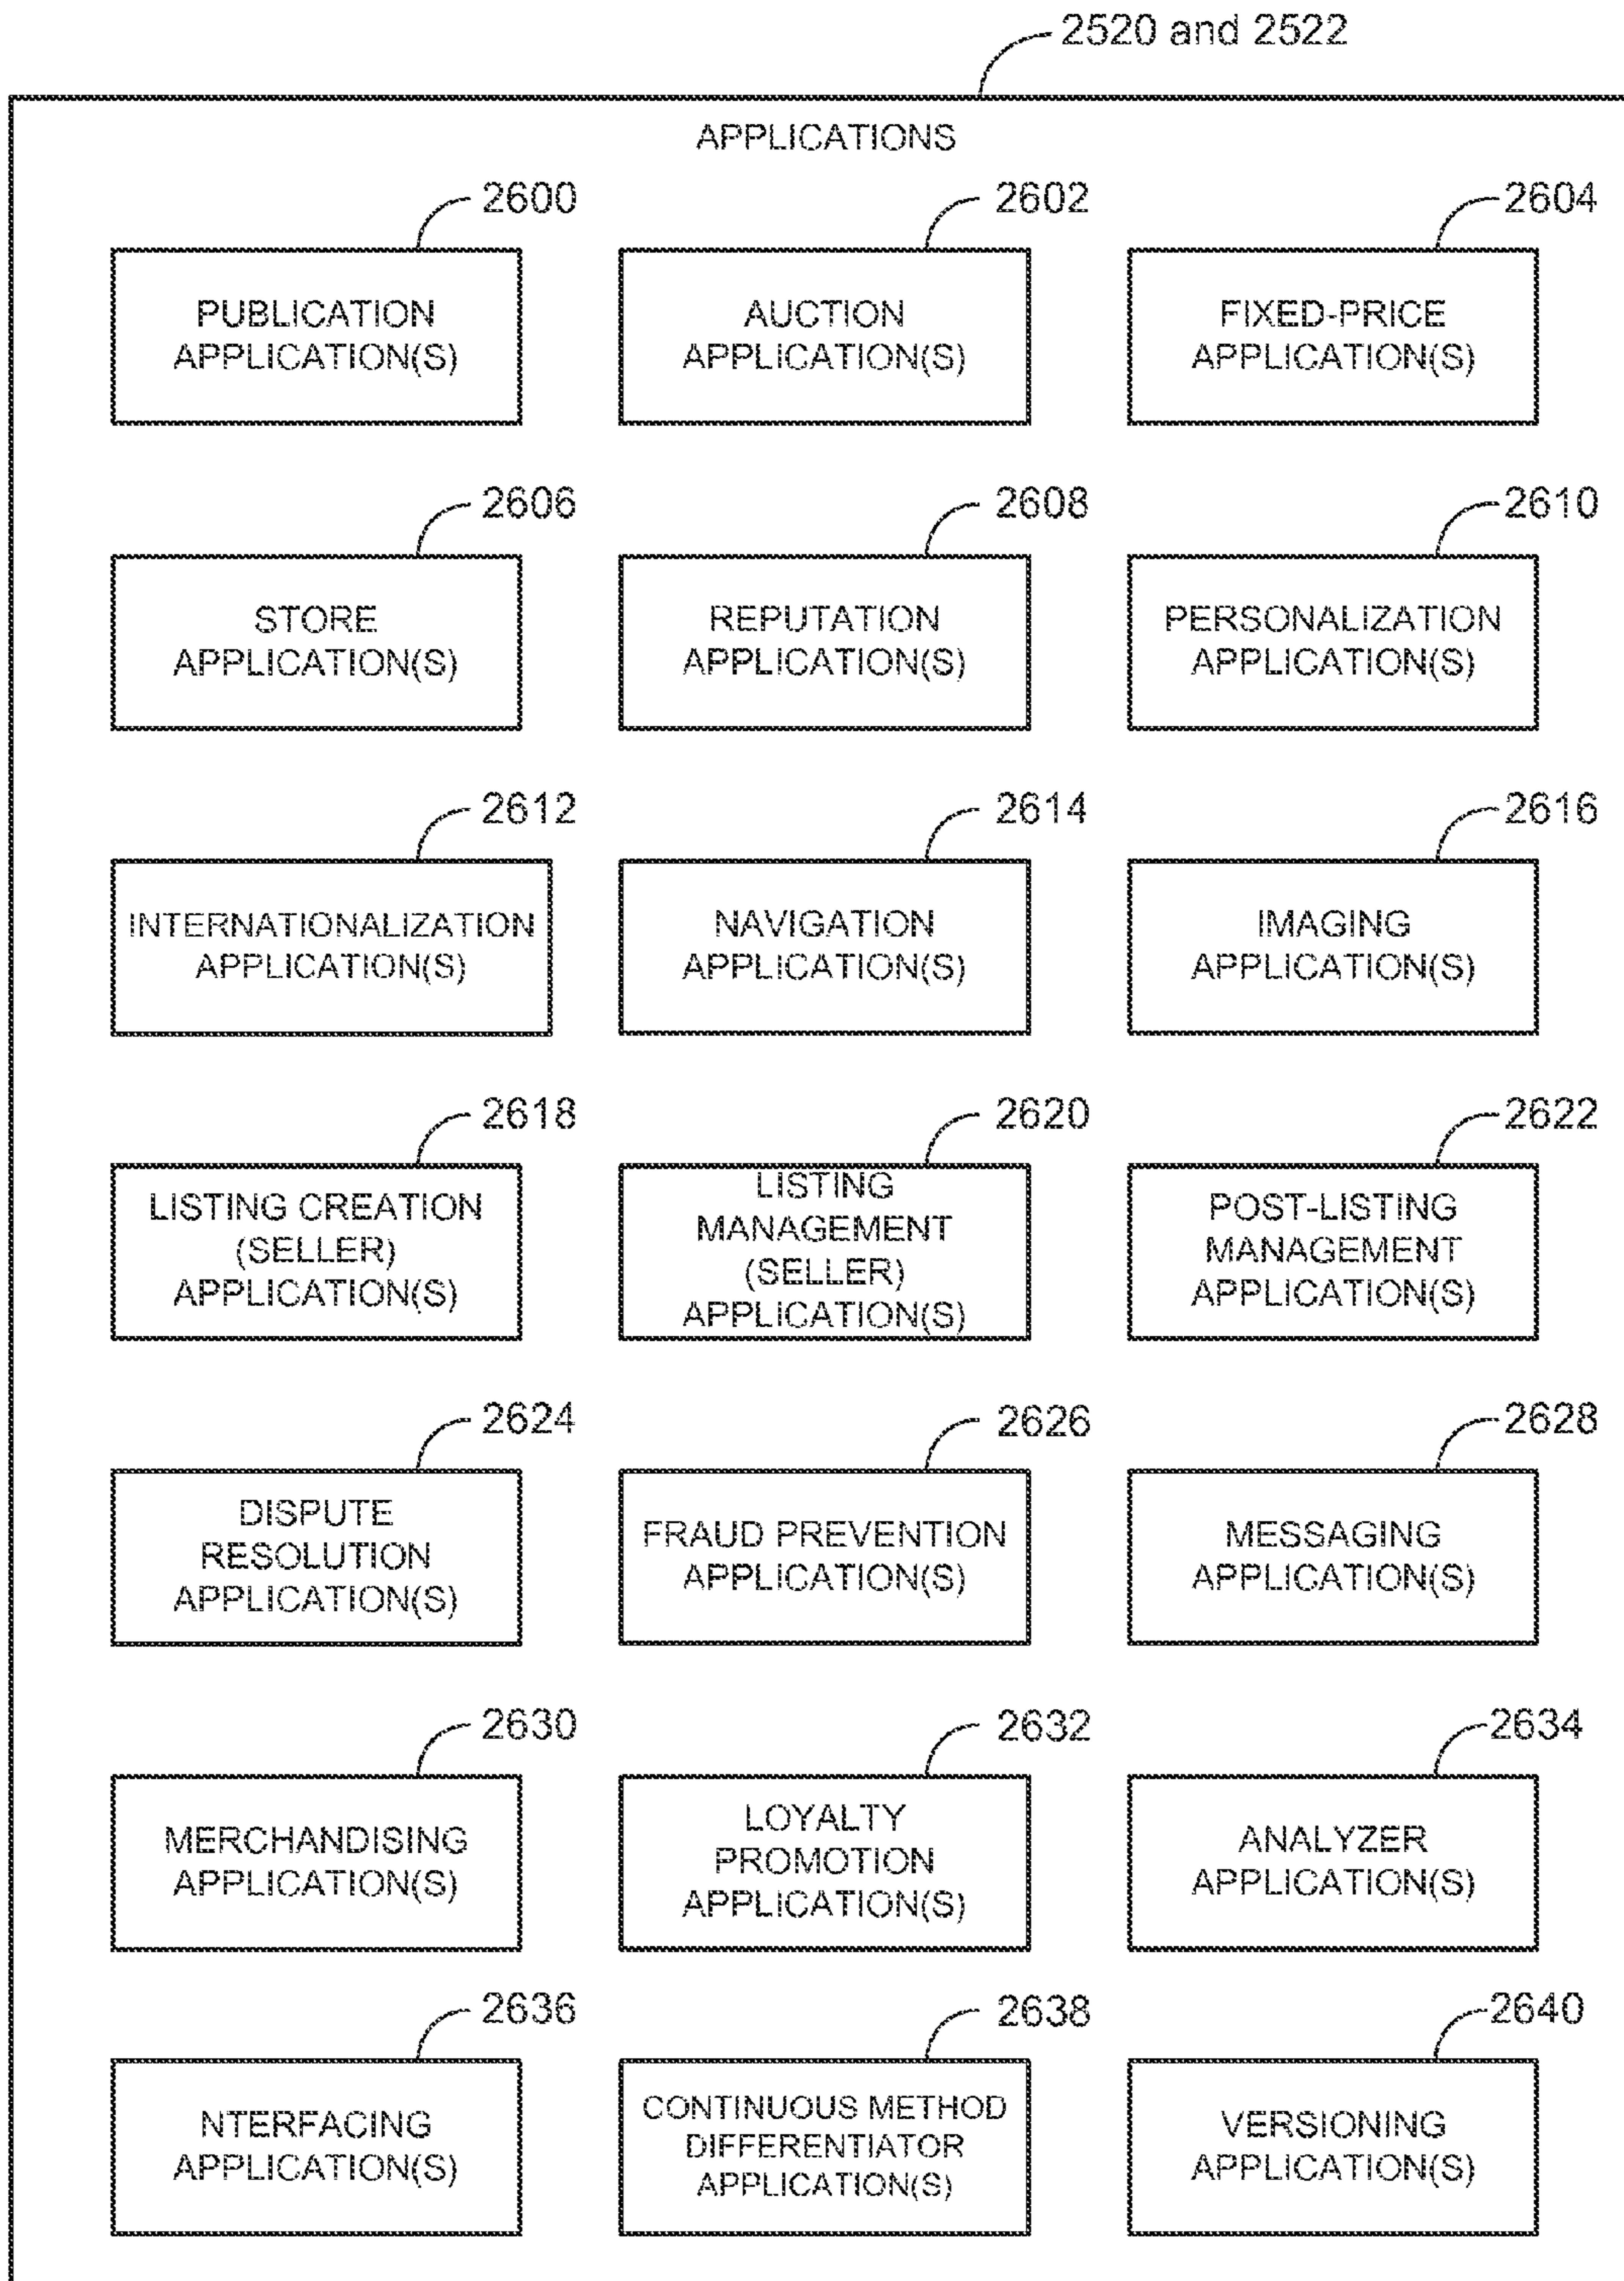 2520 and 2522
APPLICATIONS
2600
PUBLICATION
APPLICATION(S)
2602
AUCTION
APPLICATION(S)
2604
FIXED-PRICE
APPLICATION(S)
2606
STORE
APPLICATION(S)
2608
REPUTATION
APPLICATION(S)
2610
PERSONALIZATION
APPLICATION(S)
2612
INTERNATIONALIZATION
APPLICATION(S)
2614
NAVIGATION
APPLICATION(S)
2616
IMAGING
APPLICATION(S)
2618
LISTING CREATION
(SELLER)
APPLICATION(S)
2620
LISTING
MANAGEMENT
(SELLER)
APPLICATION(S)
2622
POST-LISTING
MANAGEMENT
APPLICATION(S)
2624
DISPUTE
RESOLUTION
APPLICATION(S)
2626
FRAUD PREVENTION
APPLICATION(S)
2628
MESSAGING
APPLICATION(S)
2630
MERCHANDISING
APPLICATION(S)
2632
LOYALTY
PROMOTION
APPLICATION(S)
2634
ANALYZER
APPLICATION(S)
2636
NTERFACING
APPLICATION(S)
2638
CONTINUOUS METHOD
DIFFERENTIATOR
APPLICATION(S)
2640
VERSIONING
APPLICATION(S)